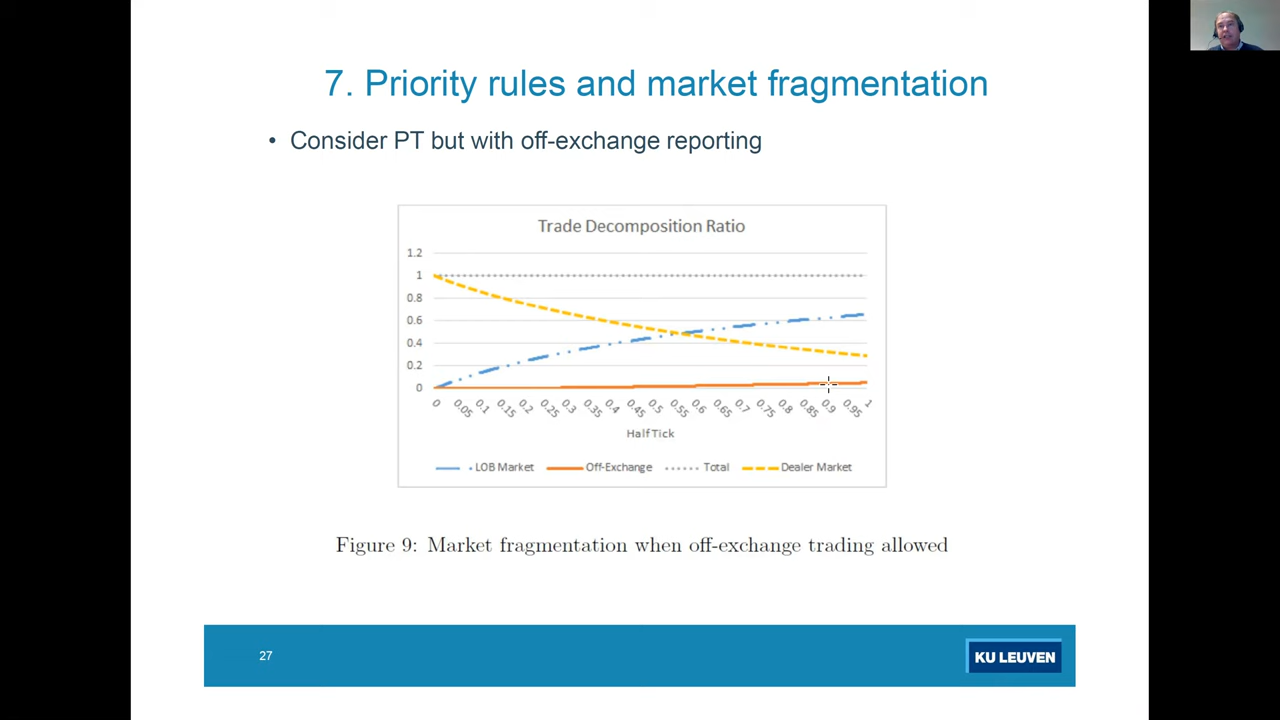 7. Priority rules and market fragmentation
• Consider PT but with off-exchange reporting
Trade Decomposition Ratio
1.2
1
0.8
0.6
0.4
0.2
0
0 0.05 0.1 0.15 0.2 0.25 0.3 0.35 0.4 0.45 0.5 0.55 0.6 0.65 0.7 0.75 0.8 0.85 0.9 0.95 1
Half Tick
LOB Market Off-Exchange Total Dealer Market
Figure 9: Market fragmentation when off-exchange trading allowed
27
KU LEUVEN